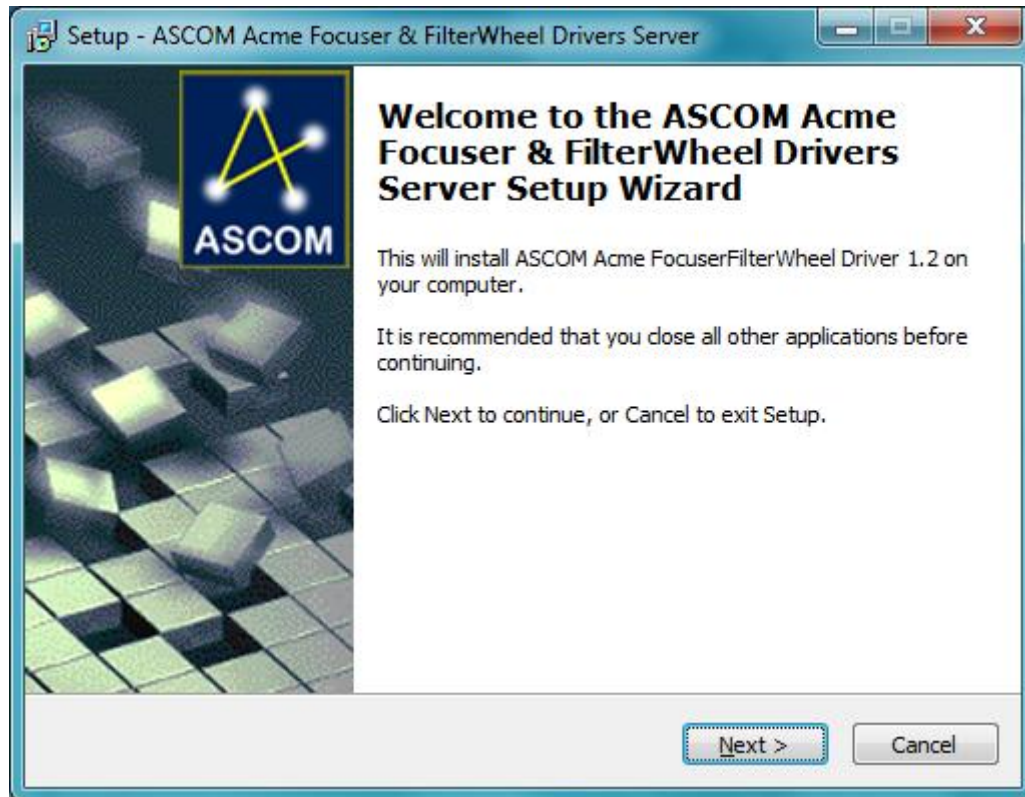 Setup - ASCOM Acme Focuser & FilterWheel Drivers Server
ASCOM
Welcome to the ASCOM Acme
Focuser & FilterWheel Drivers
Server Setup Wizard
This will install ASCOM Acme FocuserFilterWheel Driver 1.2 on
your computer.
It is recommended that you close all other applications before
continuing.
Click Next to continue, or Cancel to exit Setup.
Next >
Cancel